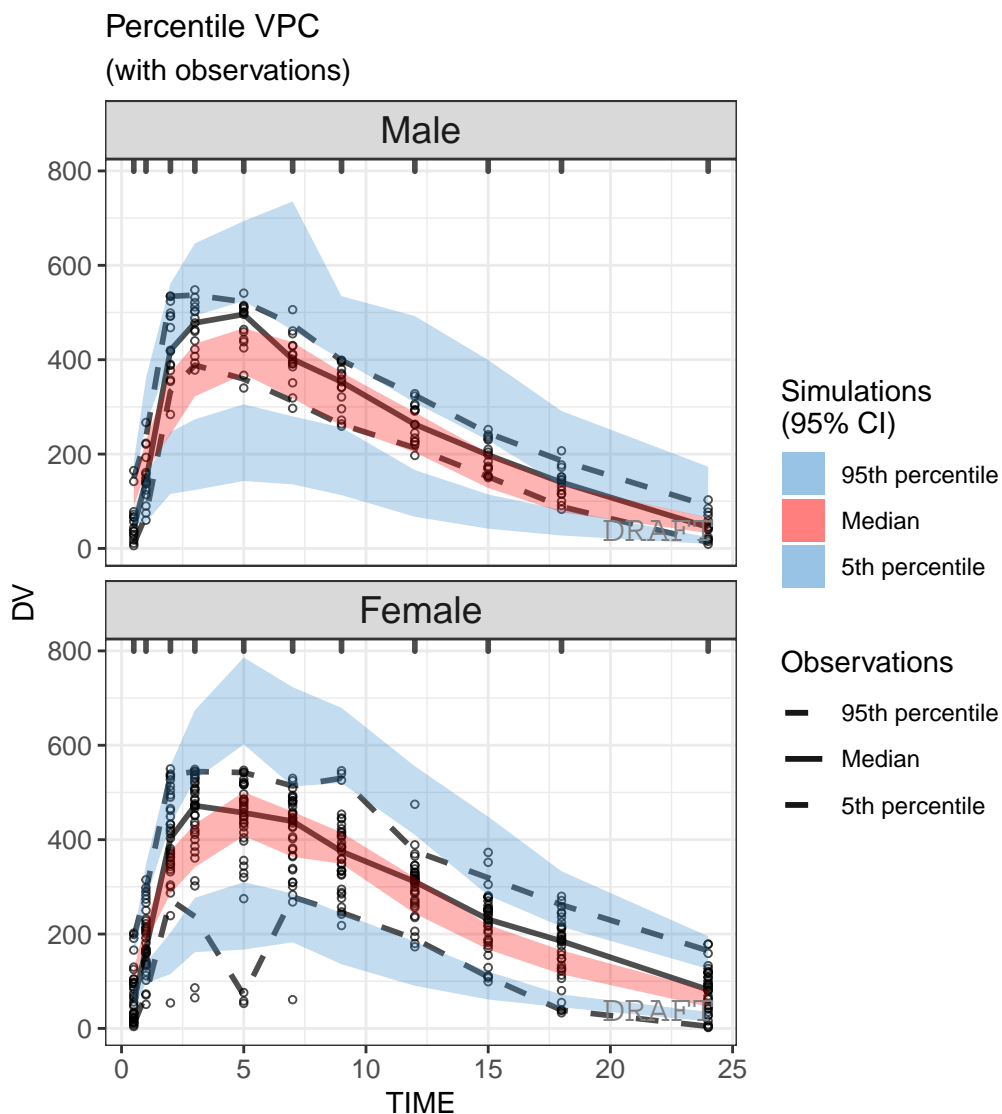 Percentile VPC
(with observations)
Male
800
600
400
200
0
DRAFT
DV
Female
800
600
400
200
0
DRAFT
0
5
10
15
20
25
TIME
Simulations
(95% CI)
95th percentile
Median
5th percentile
Observations
95th percentile
Median
5th percentile